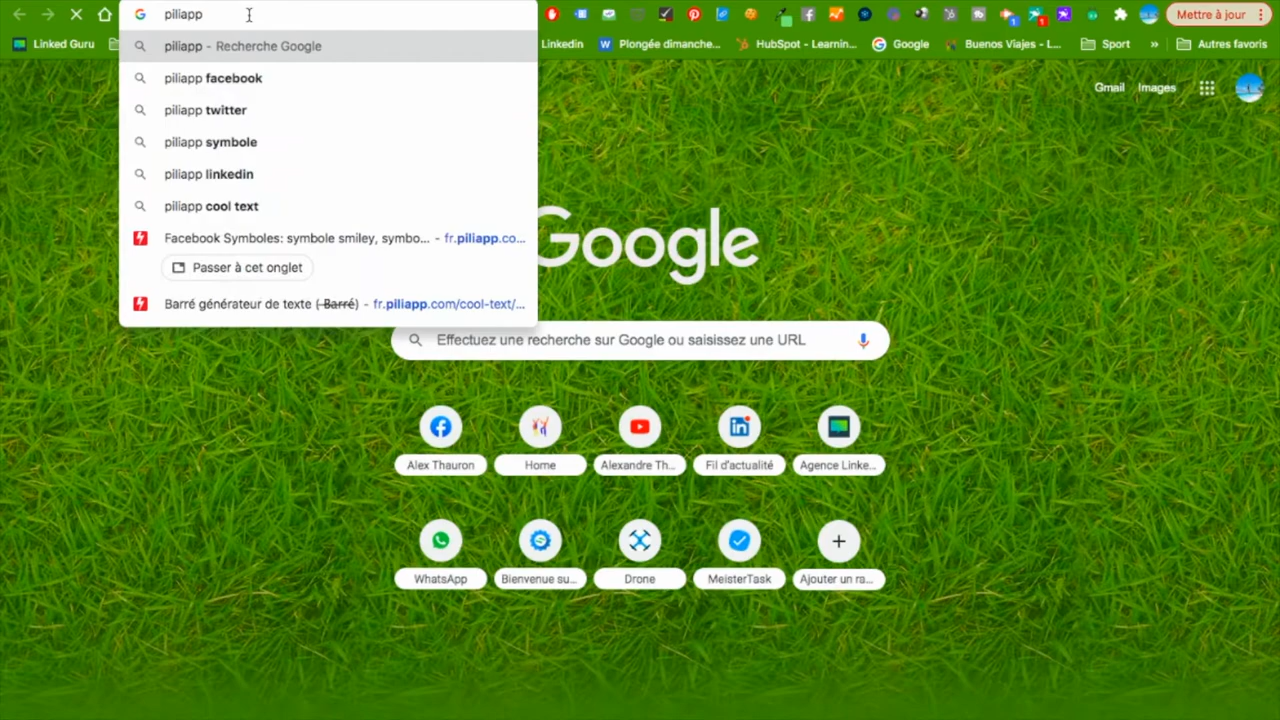 piliapp
Mettre à jour
piliapp - Recherche Google
piliapp facebook
piliapp twitter
piliapp symbole
piliapp linkedin
piliapp cool text
Facebook Symboles: symbole smiley, symbo... - fr.piliapp.co...
Passer à cet onglet
Barré générateur de texte ( Barré) - fr.piliapp.com/cool-text/...
Linked Guru
Linkedin
Plongée dimanche...
HubSpot - Learnin...
Google
Buenos Viajes - L...
Sport
»
Autres favoris
Gmail
Images
Google
Effectuez une recherche sur Google ou saisissez une URL
Alex Thauron
Home
Alexandre Th...
Fil d'actualité
Agence Linke...
WhatsApp
Bienvenue su...
Drone
MeisterTask
Ajouter un ra...